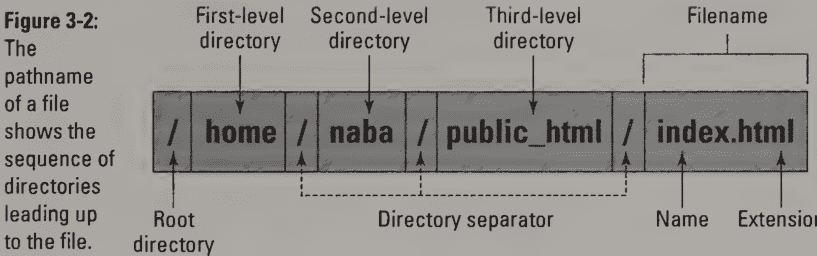 Figure 3-2:
The
pathname
of a file
shows the
sequence of
directories
leading up
to the file.
First-level
directory
Second-level
directory
Third-level
directory
Filename
/ home / naba / public_html / index.html
Root
directory
Directory separator
Name
Extension